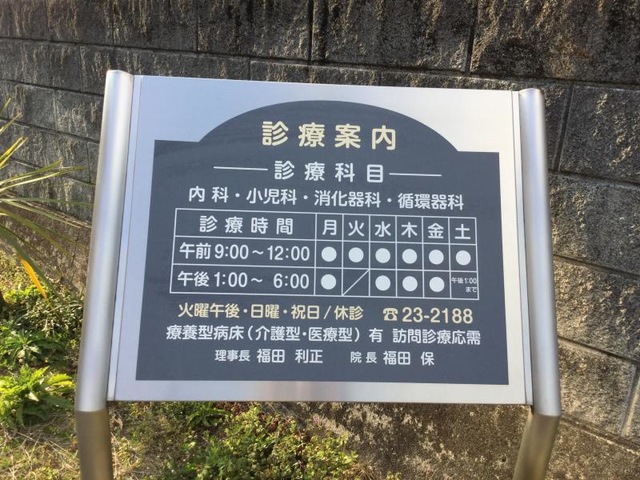 診療案内
診療科目
内科・小児科・消化器科・循環器科
診療時間 月 火 水 木 金 土
午前 9:00～12:00 ● ● ● ● ● ●
午後 1:00～ 6:00 ● ／ ● ● ● 午後1:00まで
火曜午後・日曜・祝日/休診 ☎23-2188
療養型病床(介護型・医療型) 有 訪問診療応需
理事長 福田 利正 院長 福田 保